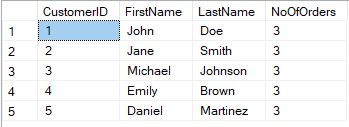 CustomerID FirstName LastName NoOfOrders
1 1 John Doe 3
2 2 Jane Smith 3
3 3 Michael Johnson 3
4 4 Emily Brown 3
5 5 Daniel Martinez 3